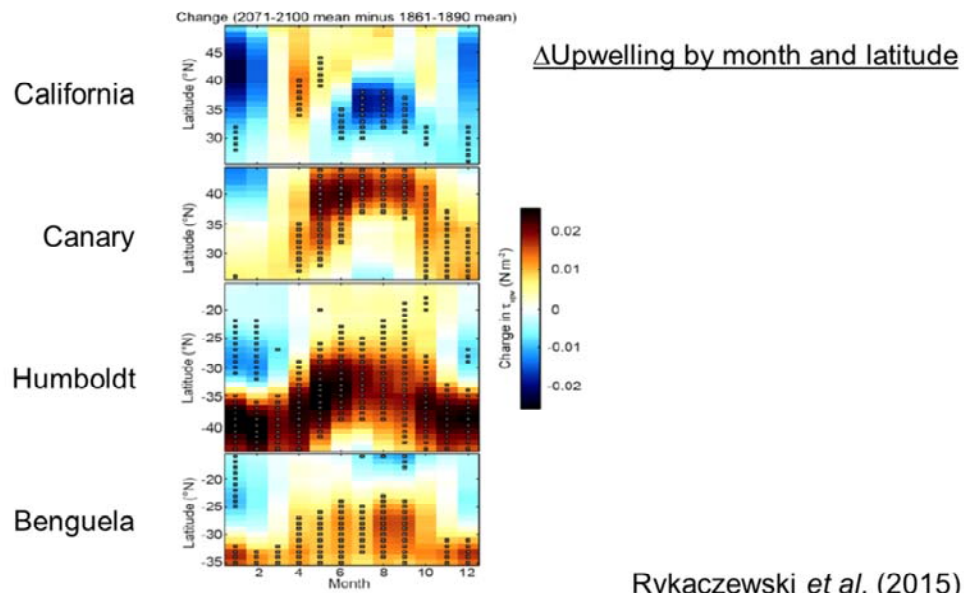 Change (2071-2100 mean minus 1861-1890 mean)
ΔUpwelling by month and latitude
California
Latitude (°N)
45
40
35
30
Canary
Latitude (°N)
40
35
30
Humboldt
Latitude (°N)
-20
-25
-30
-35
-40
Benguela
Latitude (°N)
-20
-25
-30
-35
2 4 6 8 10 12
Month
0.02
0.01
0
-0.01
-0.02
Change in τ (N m⁻²)
Rykaczewski et al. (2015)